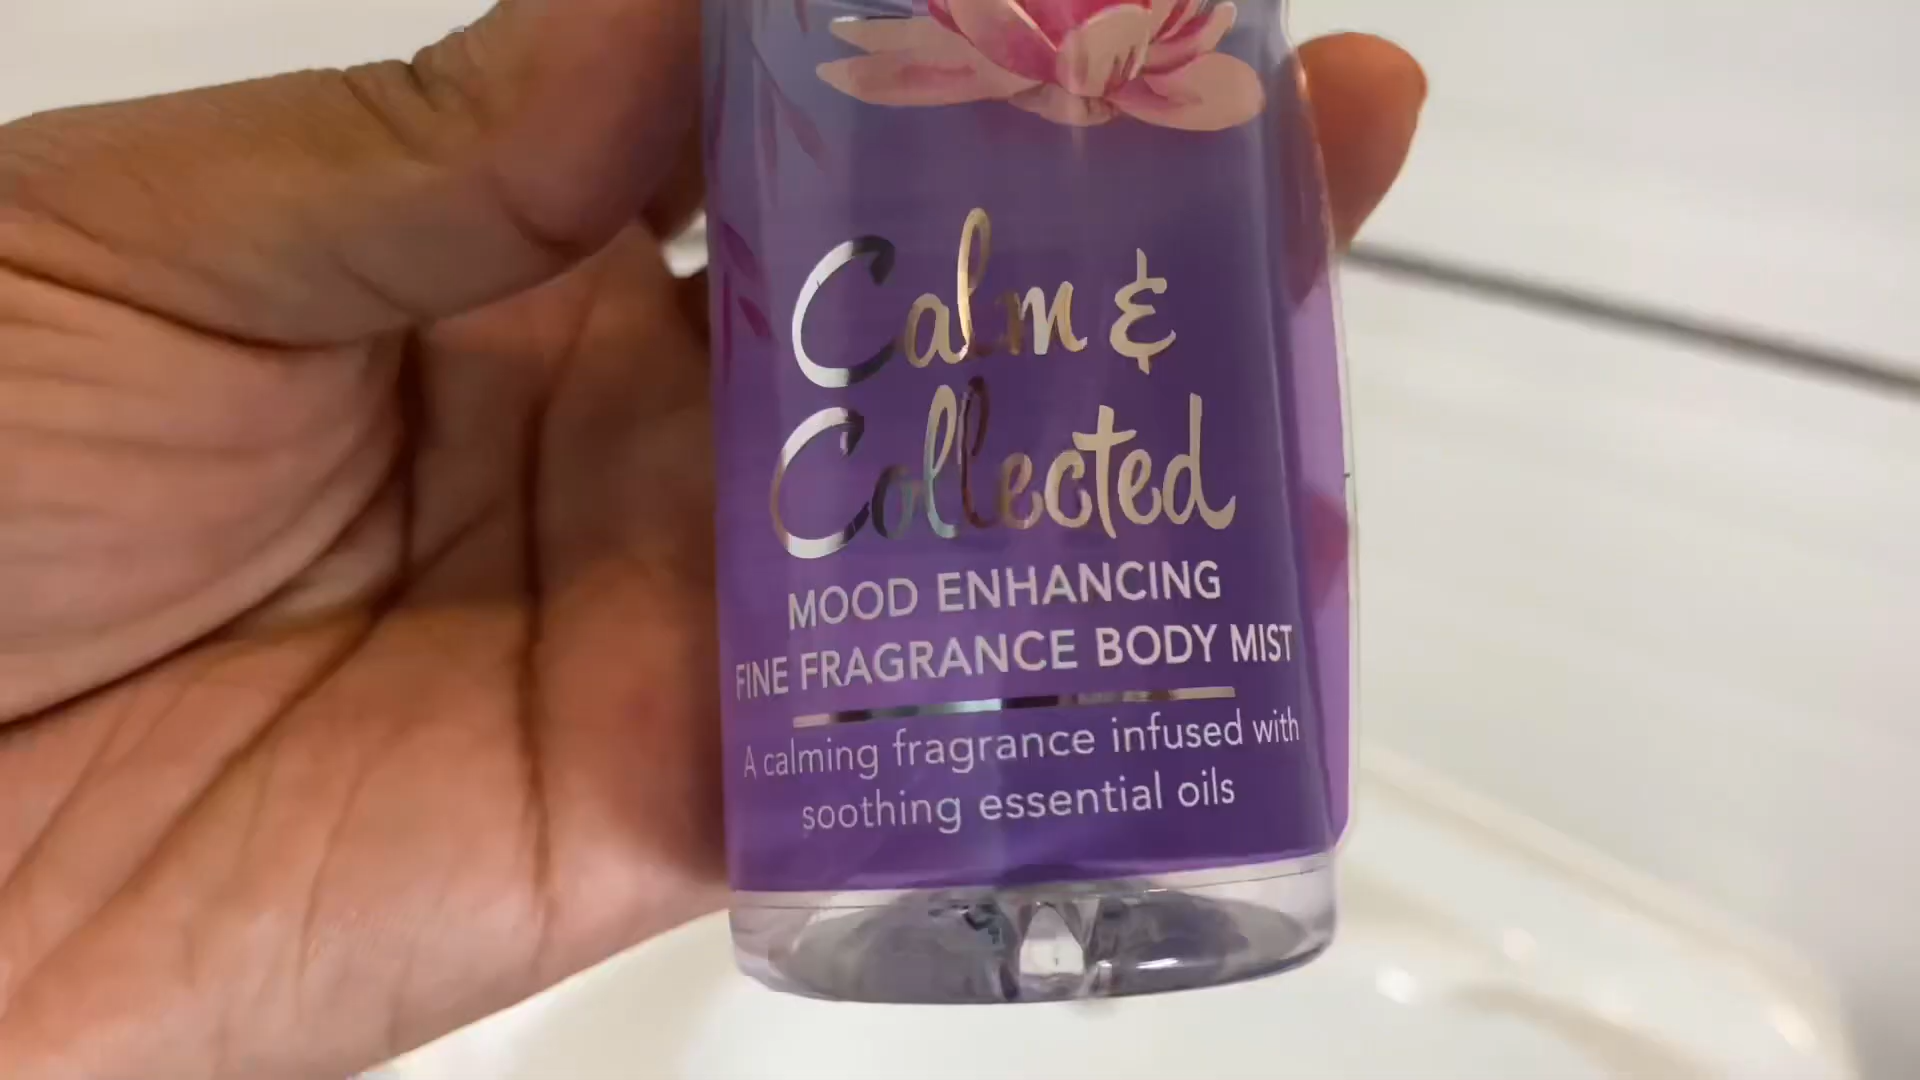 Calm &
Collected
MOOD ENHANCING
FINE FRAGRANCE BODY MIST
A calming fragrance infused with
soothing essential oils